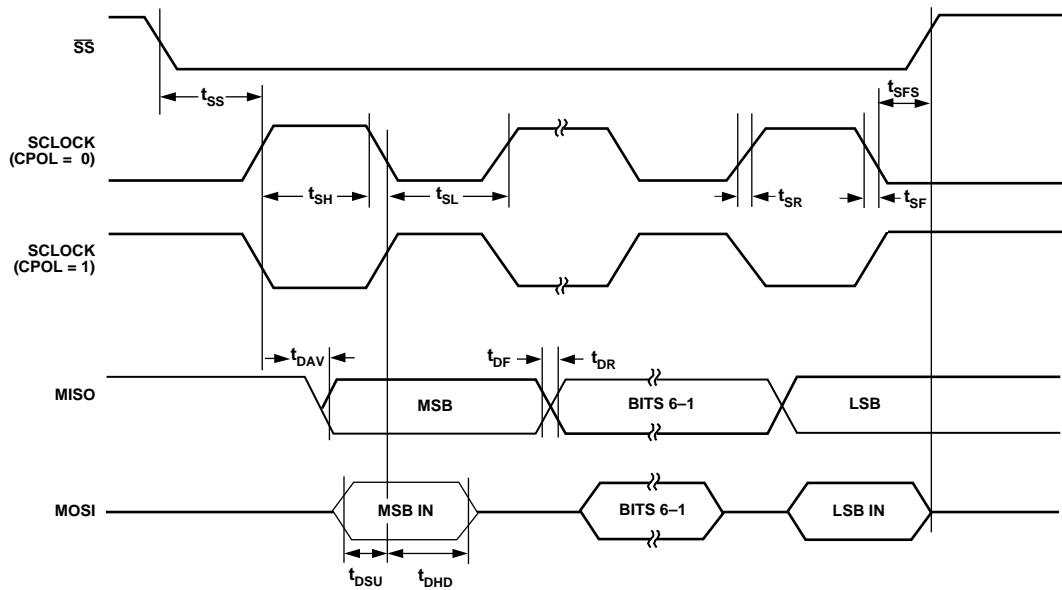 SS
tSS
tSFS
SCLOCK
(CPOL = 0)
tSH
tSL
tSR
tSF
SCLOCK
(CPOL = 1)
tDAV
tDF
tDR
MISO
MSB
BITS 6–1
LSB
MOSI
MSB IN
BITS 6–1
LSB IN
tDSU
tDHD